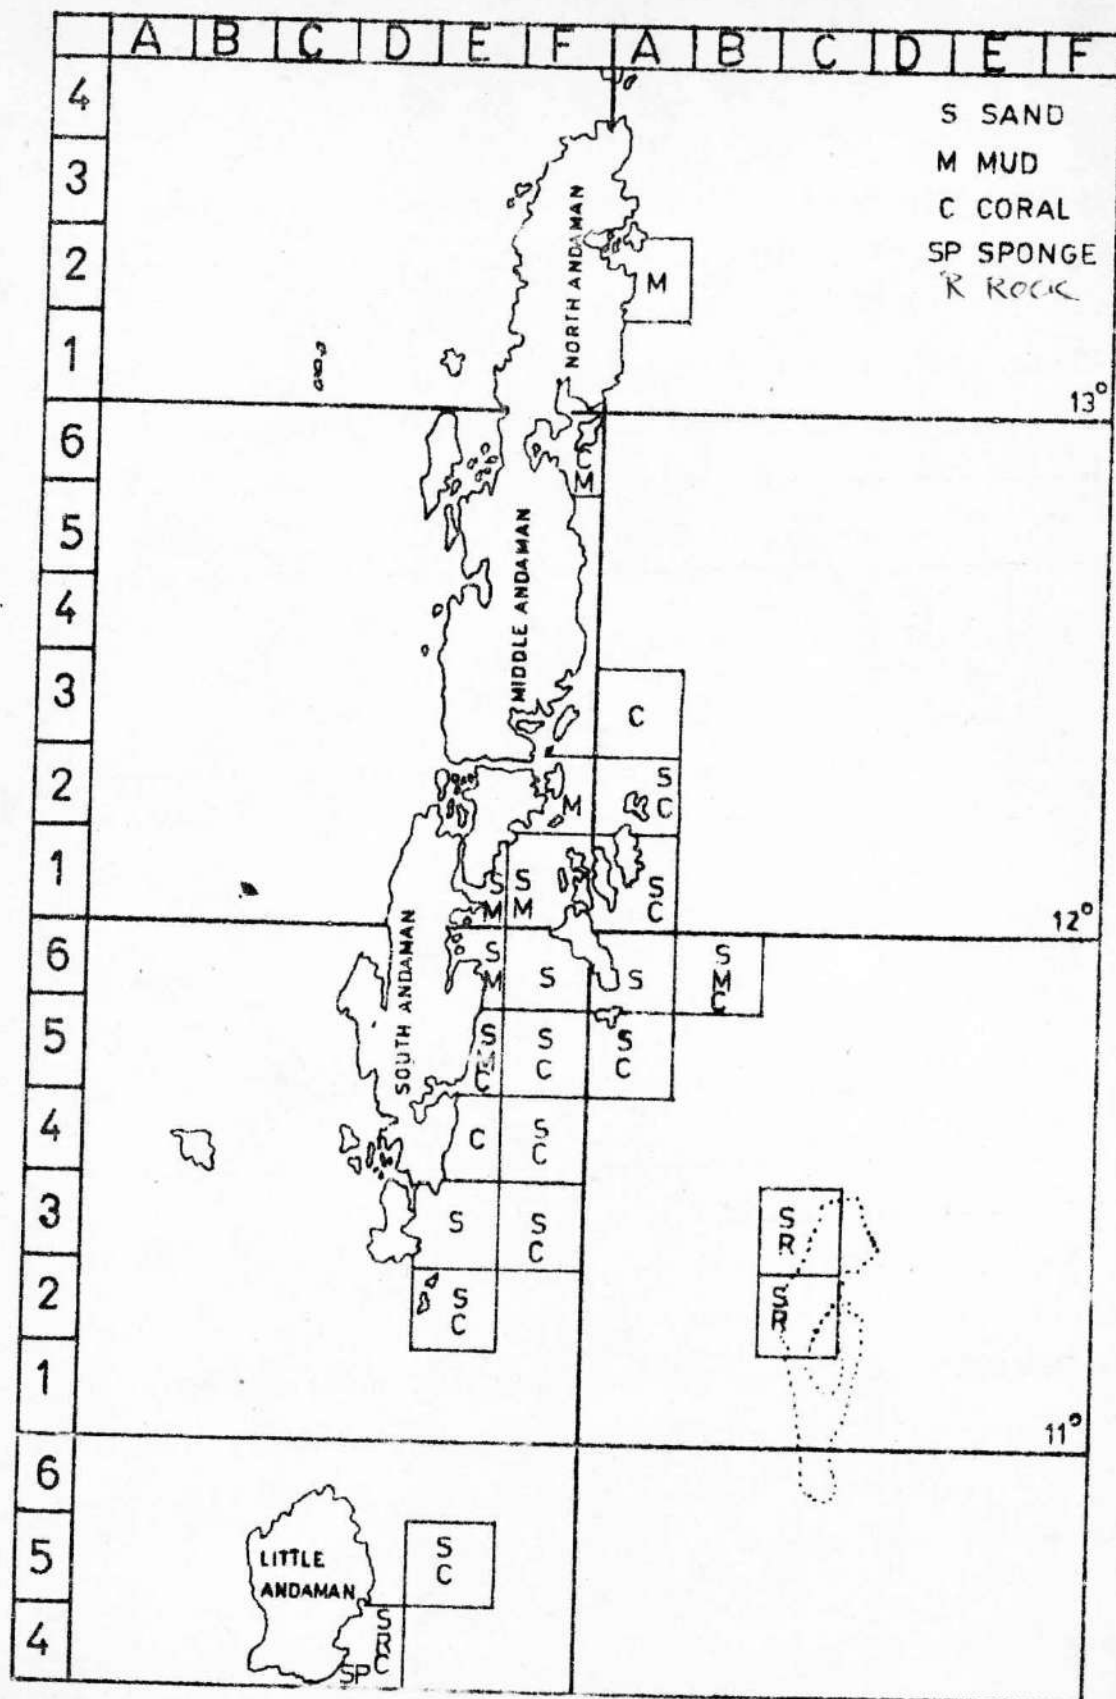 A B C D E F A B C D E F
4
S SAND
M MUD
3
C CORAL
SP SPONGE
R ROCK
2
NORTH ANDAMAN
M
1
13°
6
C
M
5
MIDDLE ANDAMAN
4
3
C
2
M
S
C
1
S
M
S
M
S
C
12°
6
S
M
S
S
S
M
C
SOUTH ANDAMAN
5
S
C
S
C
S
C
4
C
S
C
3
S
S
C
S
R
2
S
C
S
R
1
11°
6
5
LITTLE
ANDAMAN
S
C
4
S
R
C
SP